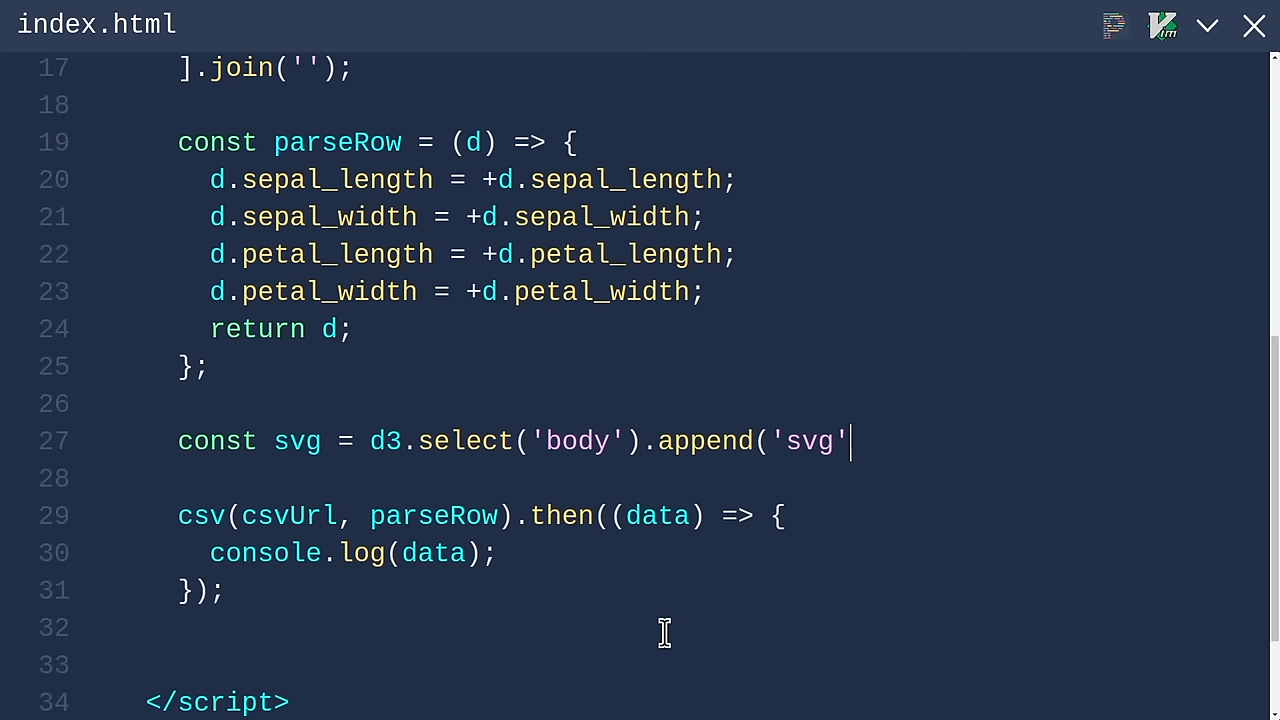 index.html
Vim
17 ].join('');
18
19 const parseRow = (d) => {
20 d.sepal_length = +d.sepal_length;
21 d.sepal_width = +d.sepal_width;
22 d.petal_length = +d.petal_length;
23 d.petal_width = +d.petal_width;
24 return d;
25 };
26
27 const svg = d3.select('body').append('svg'
28
29 csv(csvUrl, parseRow).then((data) => {
30 console.log(data);
31 });
32
33
34 </script>